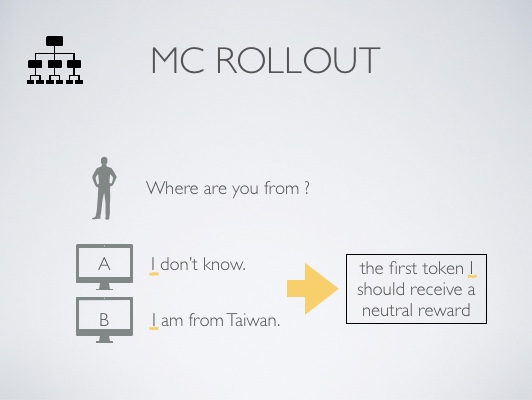 MC ROLLOUT
Where are you from ?
A
I don't know.
B
I am from Taiwan.
the first token I
should receive a
neutral reward